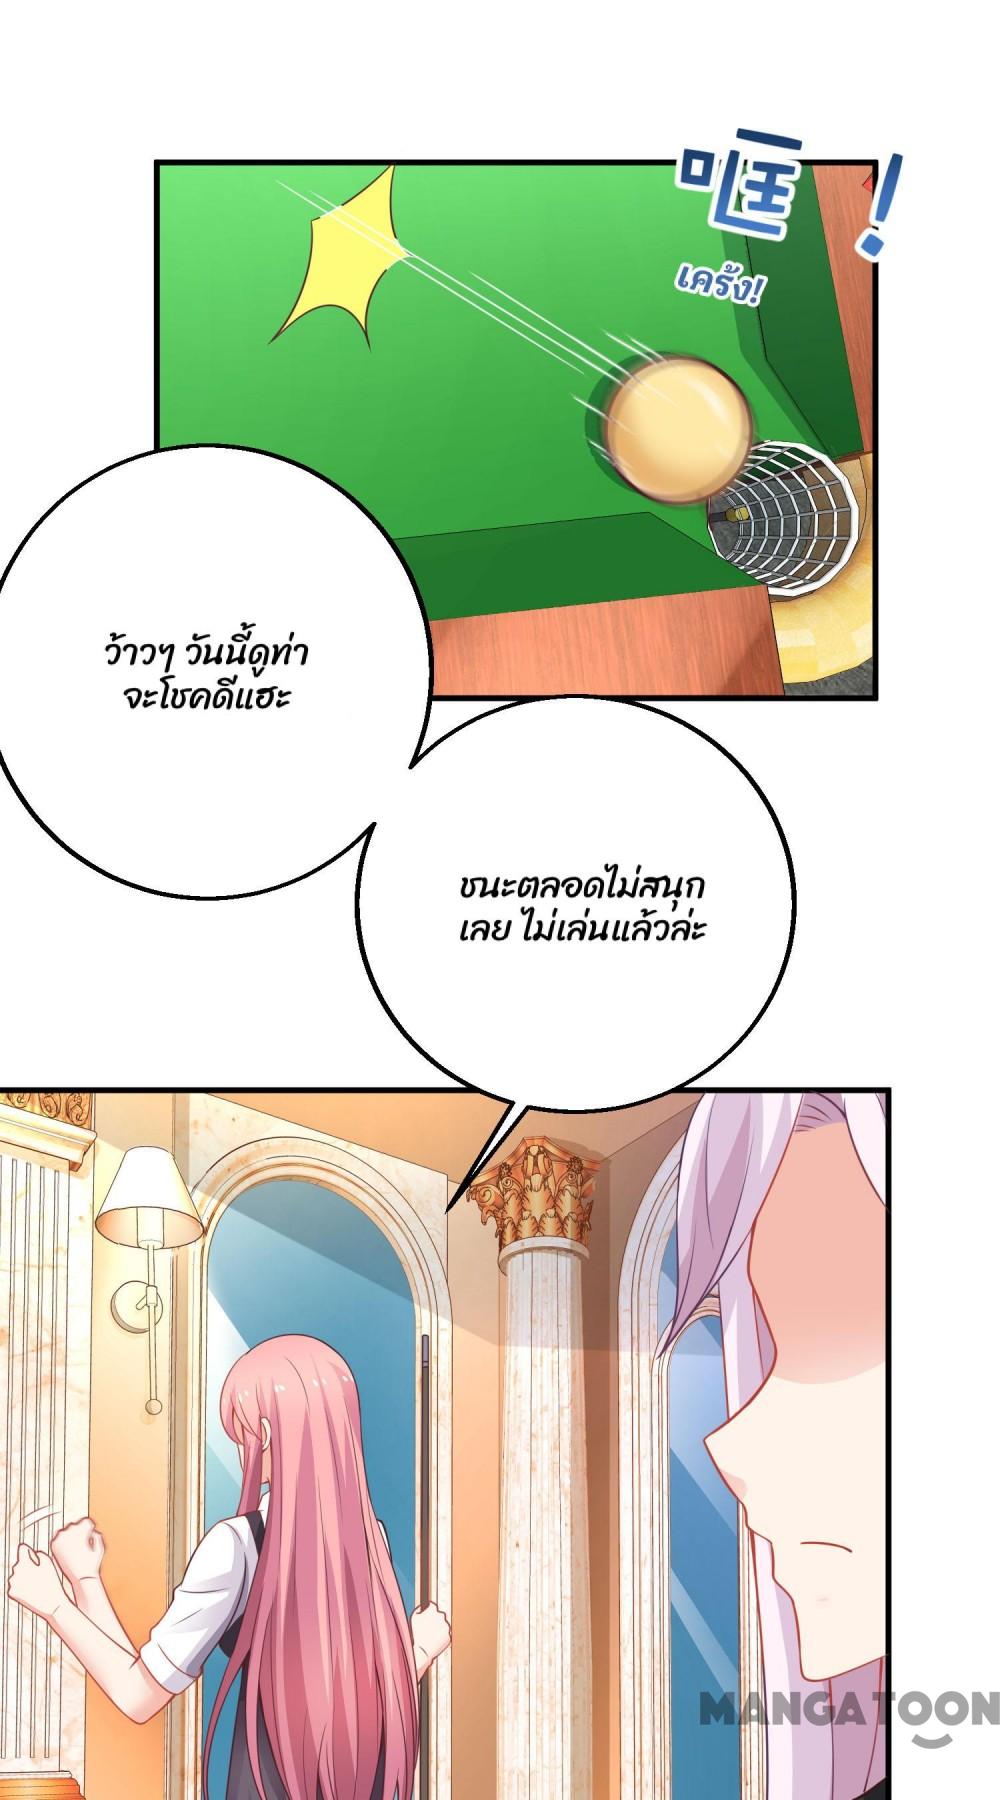 哐!
เคร้ง!
ว้าวๆ วันนี้ดูท่า
จะโชคดีแฮะ
ชนะตลอดไม่สนุก
เลย ไม่เล่นแล้วล่ะ
MANGATOON